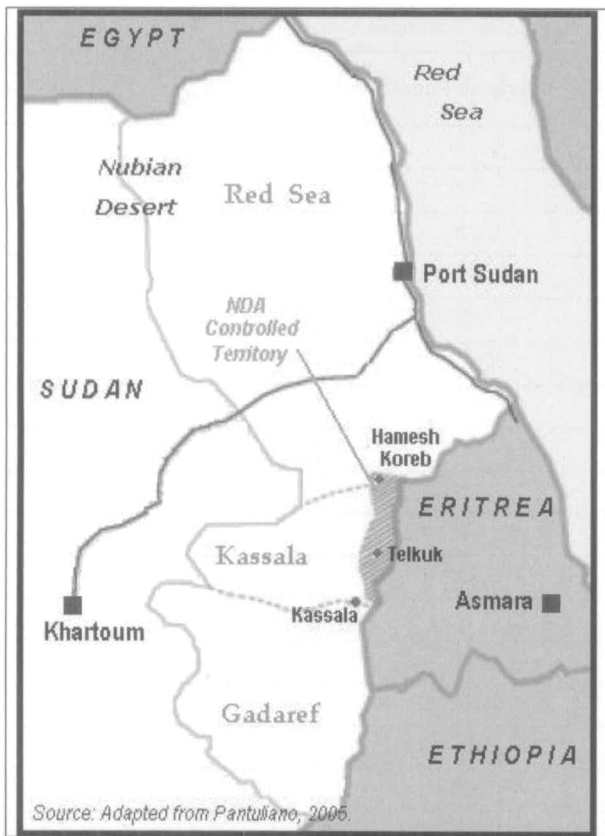 EGYPT
Red
Sea
Nubian
Desert
Red Sea
Port Sudan
NDA
Controlled
Territory
SUDAN
Hamesh
Koreb
ERITREA
Kassala
Telkuk
Kassala
Asmara
Khartoum
Gadaref
ETHIOPIA
Source: Adapted from Pantuliano, 2005.